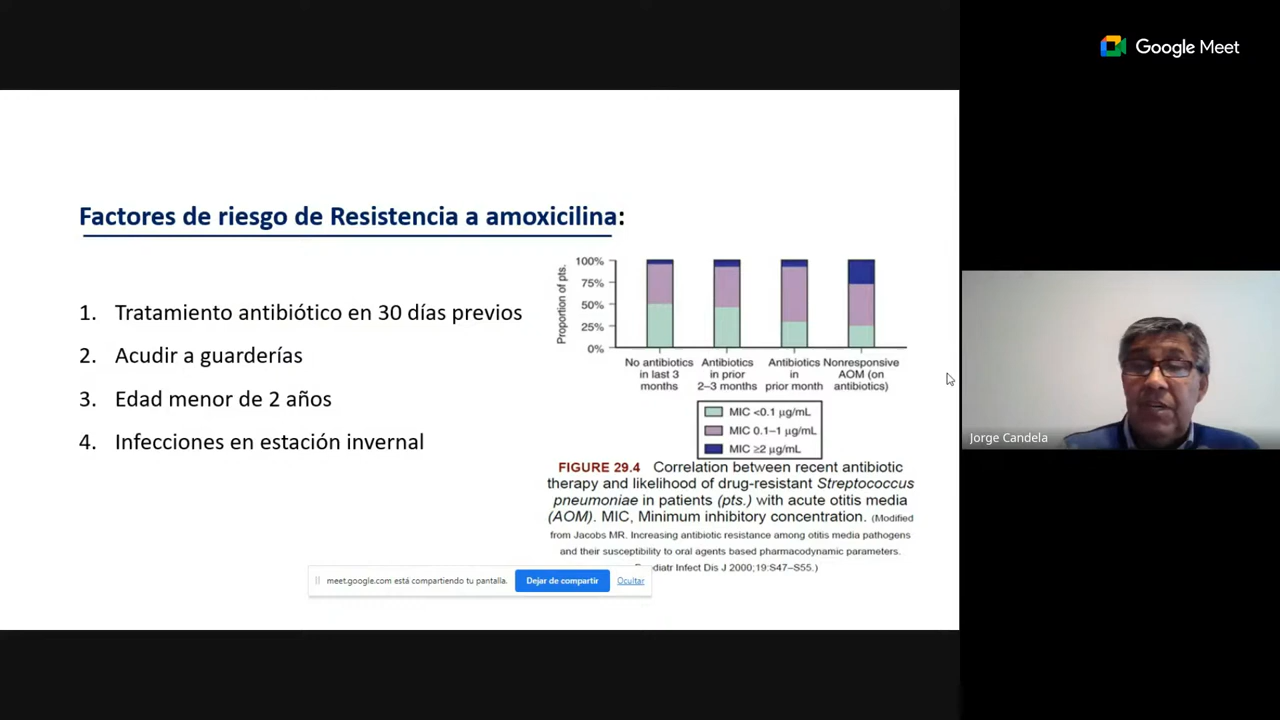 Google Meet
Factores de riesgo de Resistencia a amoxicilina:
1. Tratamiento antibiótico en 30 días previos
2. Acudir a guarderías
3. Edad menor de 2 años
4. Infecciones en estación invernal
Proportion of pts.
100%
75%
50%
25%
0%
No antibiotics
in last 3
months
Antibiotics
in prior
2–3 months
Antibiotics
in
prior month
Nonresponsive
AOM (on
antibiotics)
MIC <0.1 µg/mL
MIC 0.1–1 µg/mL
MIC ≥2 µg/mL
FIGURE 29.4 Correlation between recent antibiotic
therapy and likelihood of drug-resistant Streptococcus
pneumoniae in patients (pts.) with acute otitis media
(AOM). MIC, Minimum inhibitory concentration. (Modified
from Jacobs MR. Increasing antibiotic resistance among otitis media pathogens
and their susceptibility to oral agents based pharmacodynamic parameters.
Infect Dis J 2000;19:S47–S55.)
meet.google.com está compartiendo tu pantalla.
Dejar de compartir
Ocultar
Jorge Candela